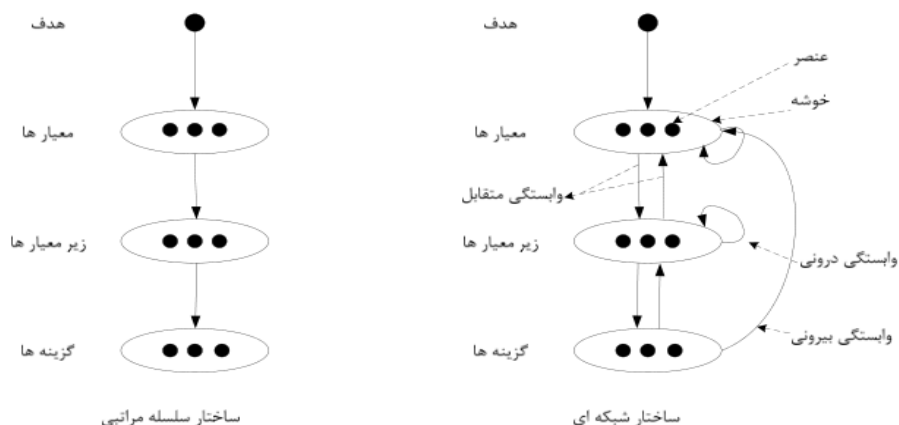 هدف
عنصر
خوشه
معیار ها
وابستگی متقابل
زیر معیار ها
وابستگی درونی
وابستگی بیرونی
گزینه ها
ساختار شبکه ای
هدف
معیار ها
زیر معیار ها
گزینه ها
ساختار سلسله مراتبی